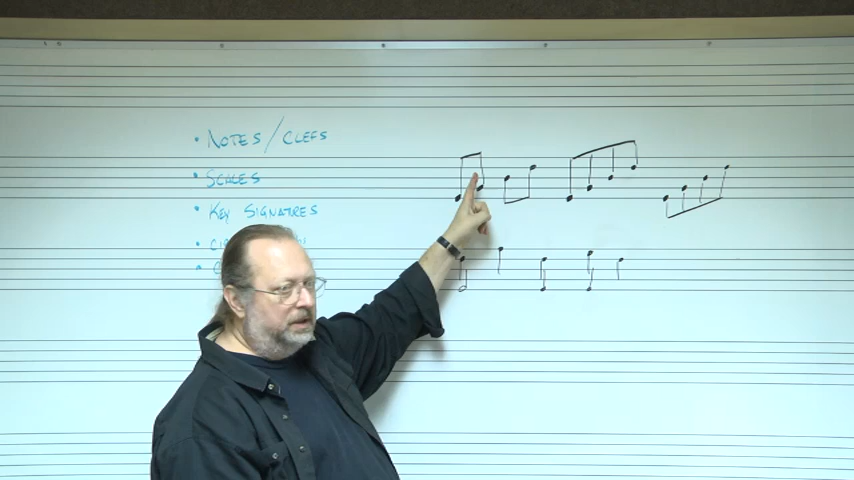 • NOTES / CLEFS
• SCALES
• KEY SIGNATURES